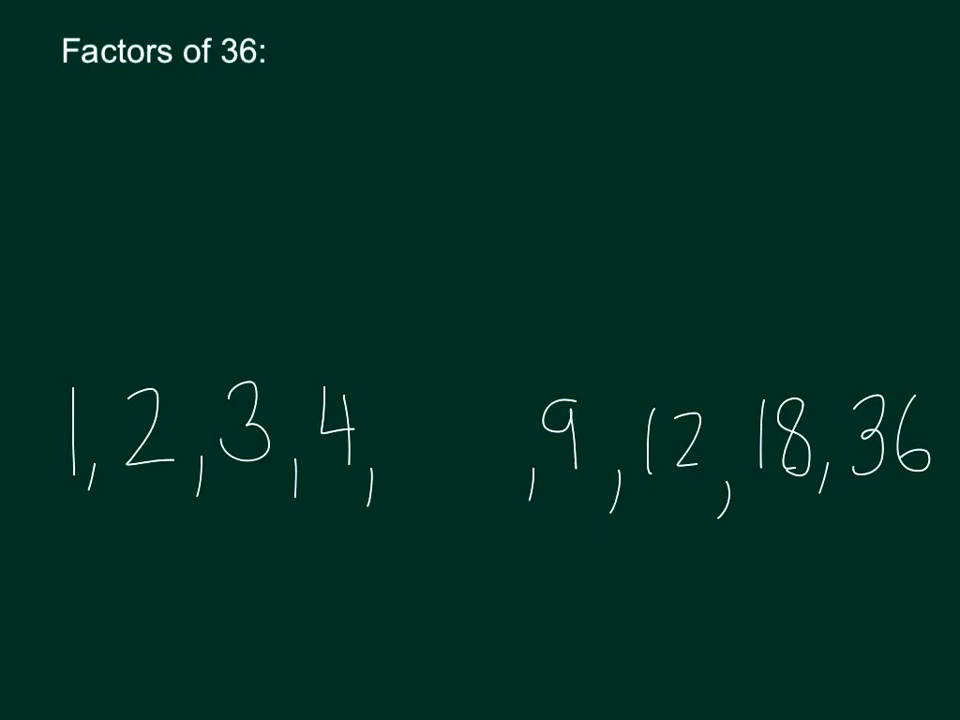 Factors of 36:
1, 2, 3, 4, , 9, 12, 18, 36